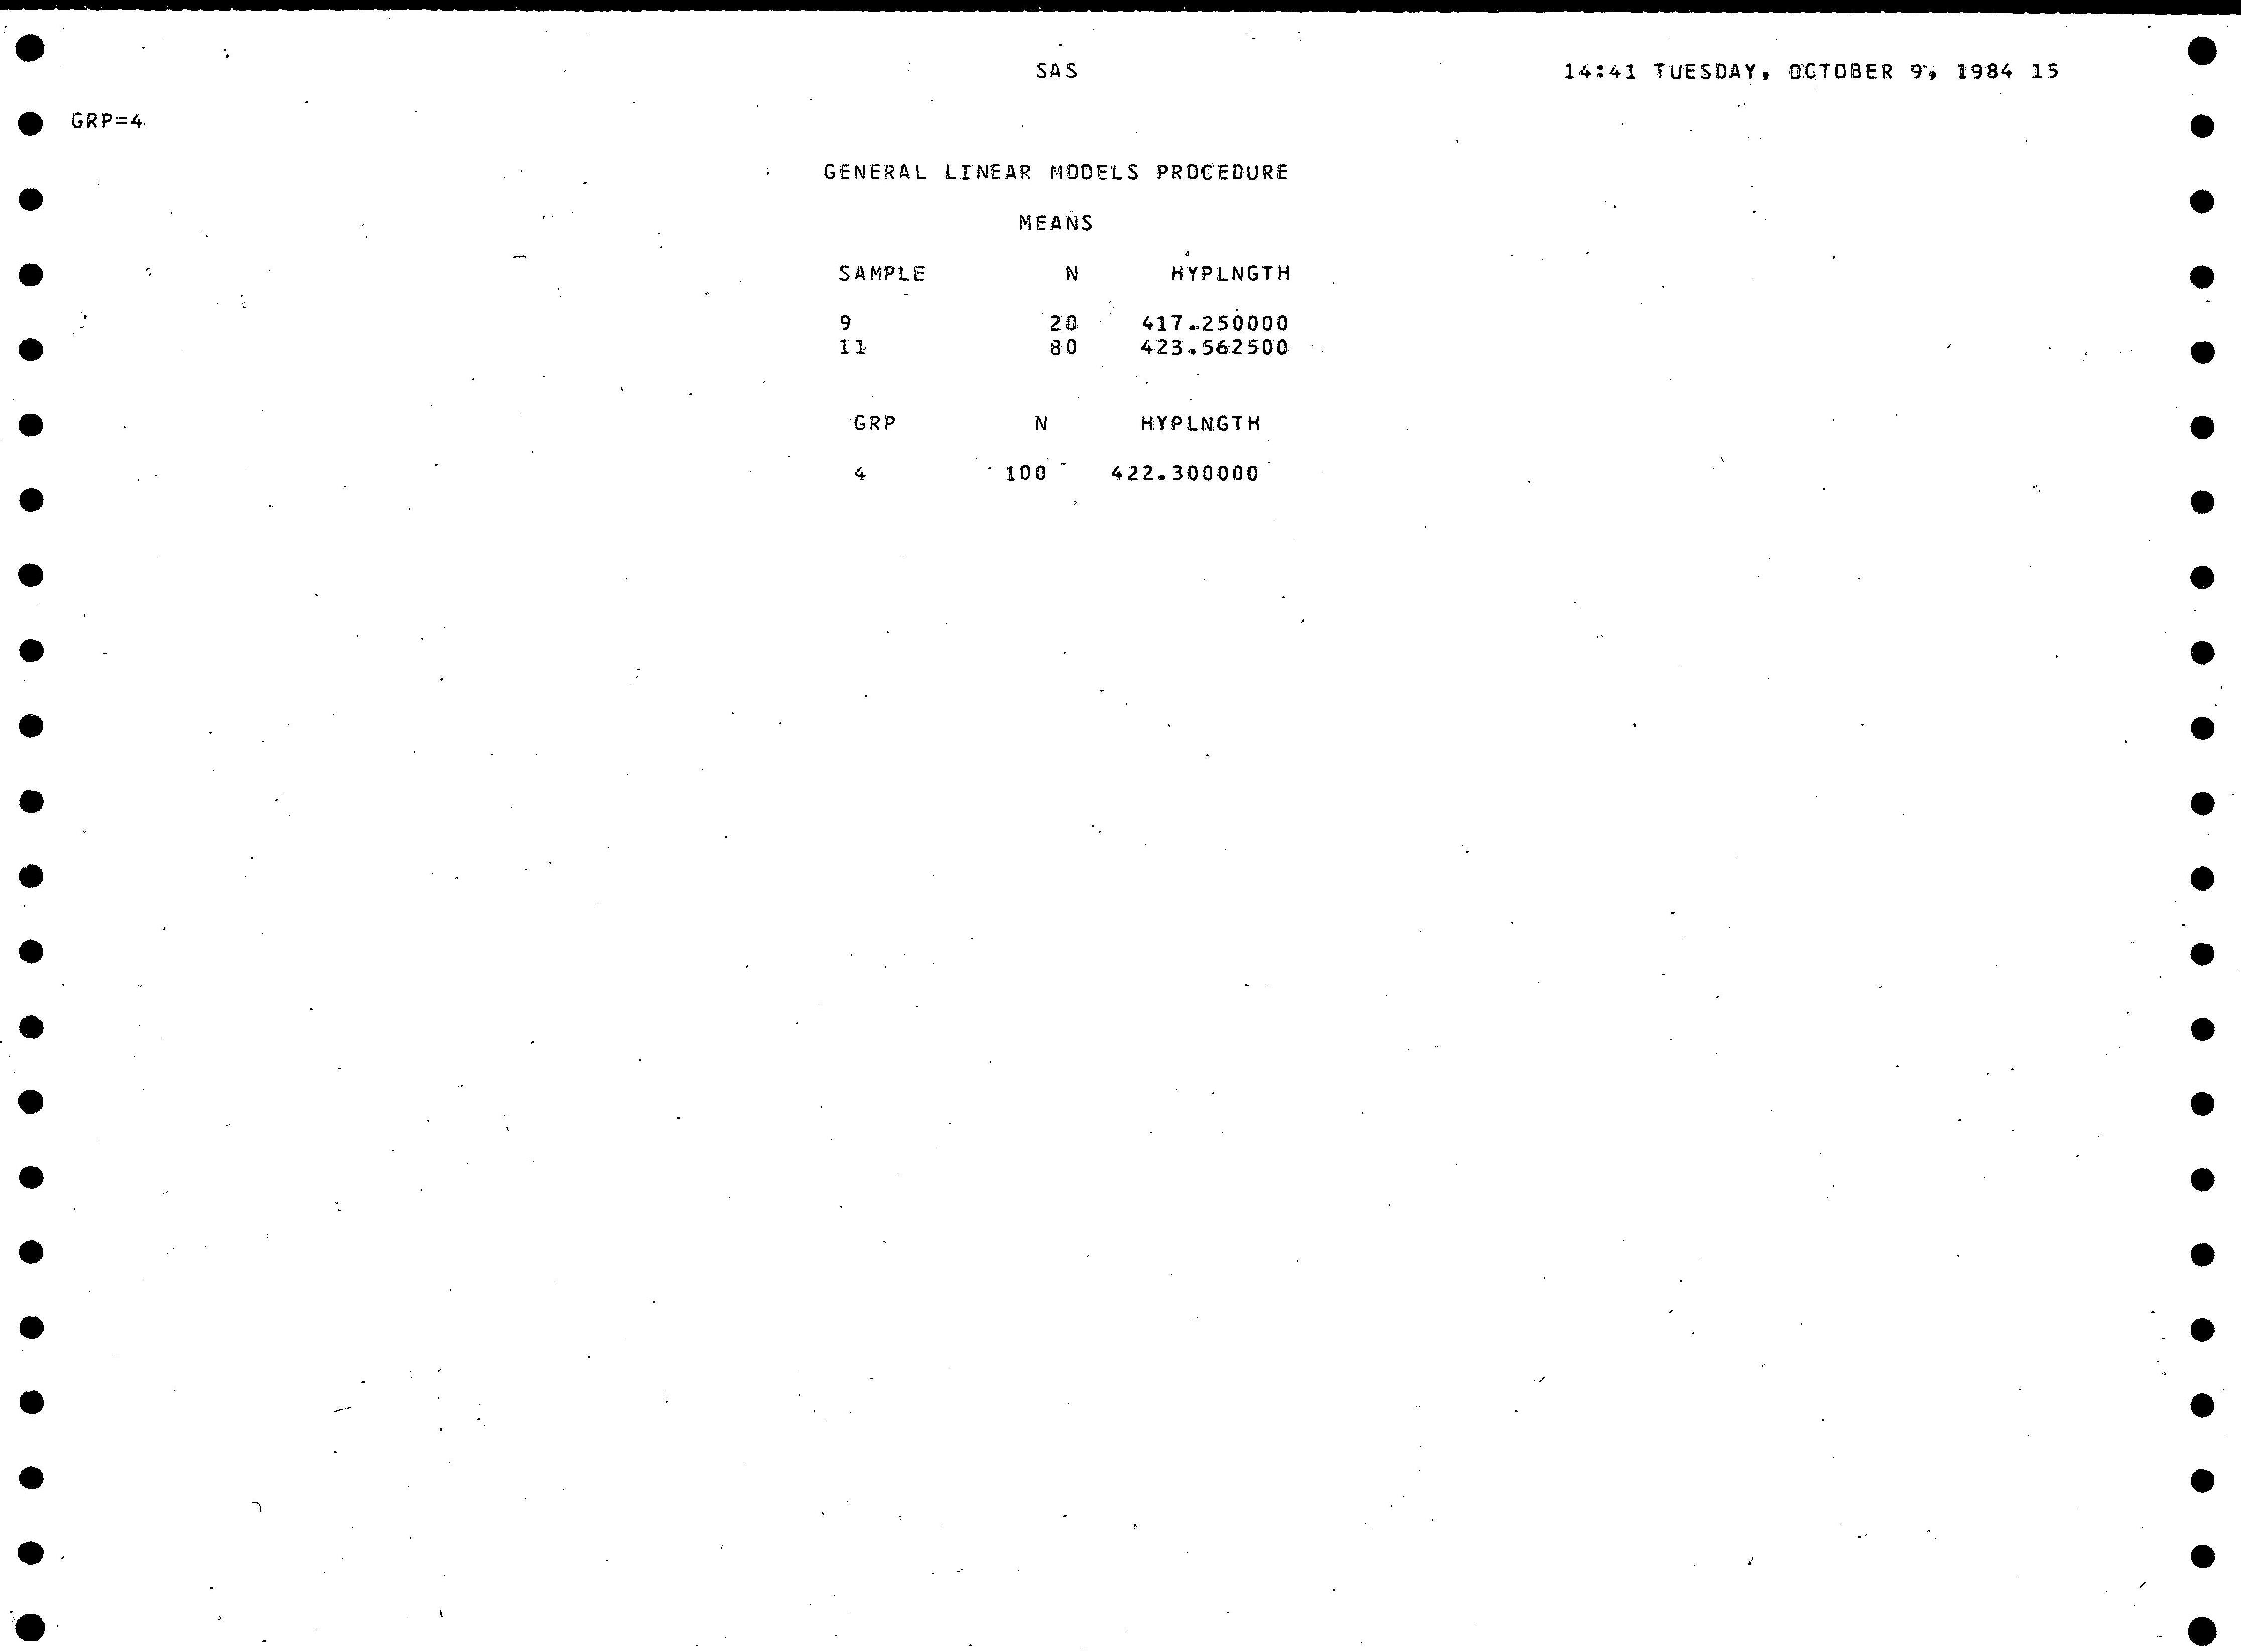 SAS 14:41 TUESDAY, OCTOBER 9, 1984 15
GRP=4
GENERAL LINEAR MODELS PROCEDURE
MEANS
SAMPLE N HYPLNGTH
9 20 417.250000
11 80 423.562500
GRP N HYPLNGTH
4 100 422.300000